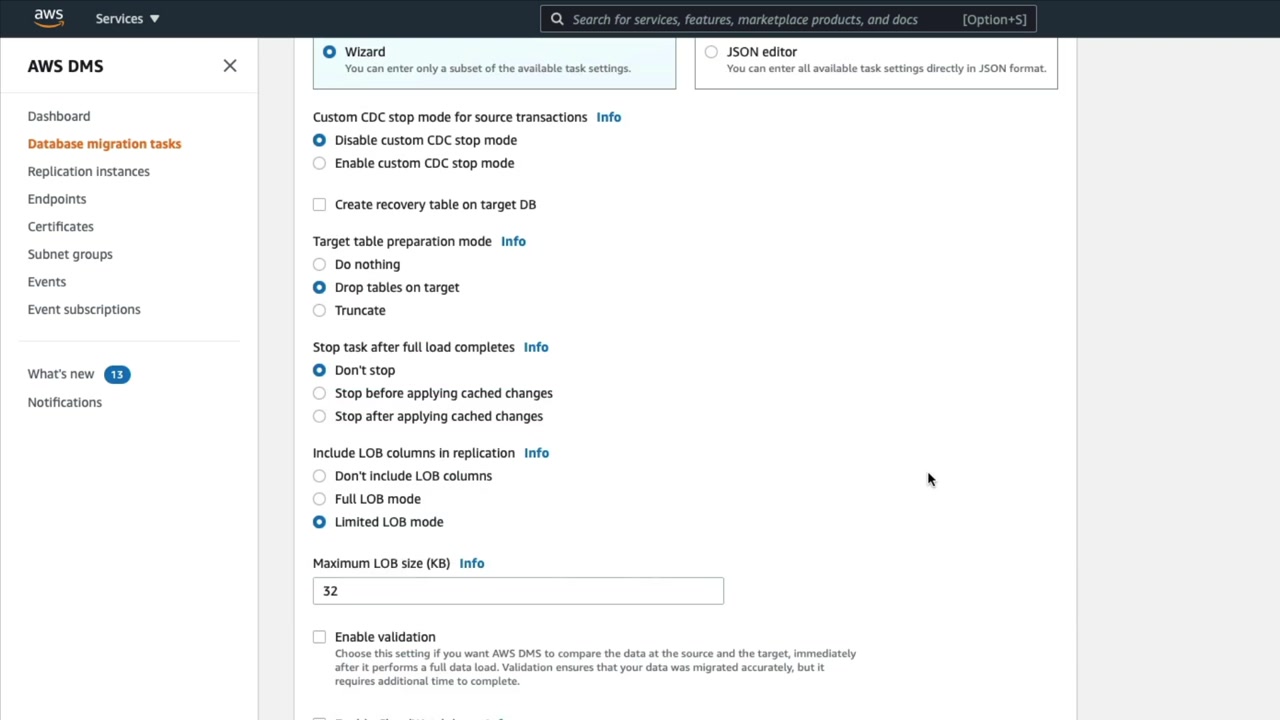 aws
Services ▼
Search for services, features, marketplace products, and docs [Option+S]
AWS DMS
Dashboard
Database migration tasks
Replication instances
Endpoints
Certificates
Subnet groups
Events
Event subscriptions
What's new 13
Notifications
Wizard
You can enter only a subset of the available task settings.
JSON editor
You can enter all available task settings directly in JSON format.
Custom CDC stop mode for source transactions Info
Disable custom CDC stop mode
Enable custom CDC stop mode
Create recovery table on target DB
Target table preparation mode Info
Do nothing
Drop tables on target
Truncate
Stop task after full load completes Info
Don't stop
Stop before applying cached changes
Stop after applying cached changes
Include LOB columns in replication Info
Don't include LOB columns
Full LOB mode
Limited LOB mode
Maximum LOB size (KB) Info
32
Enable validation
Choose this setting if you want AWS DMS to compare the data at the source and the target, immediately
after it performs a full data load. Validation ensures that your data was migrated accurately, but it
requires additional time to complete.